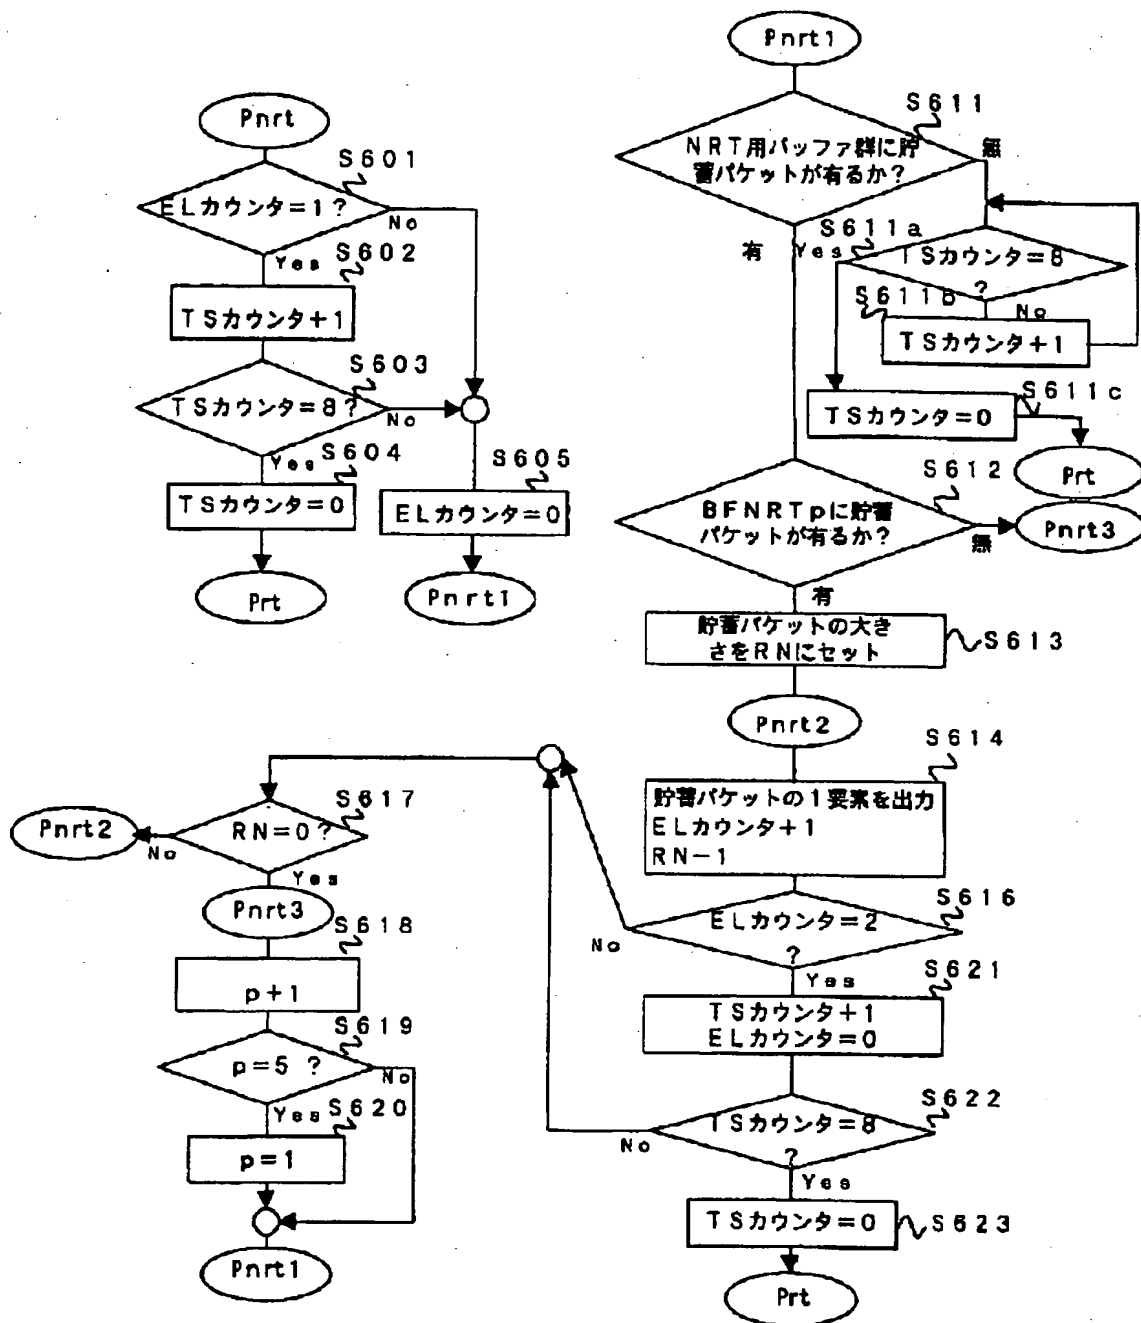 Pnrt
S601
ELカウンタ=1?
No
Yes
S602
TSカウンタ+1
S603
TSカウンタ=8?
No
Yes
S604
TSカウンタ=0
S605
ELカウンタ=0
Prt
Pnrt1
Pnrt1
S611
NRT用バッファ群に貯
蓄パケットが有るか?
無
有
S611a
Yes
TSカウンタ=8
?
S611B
No
TSカウンタ+1
S611c
TSカウンタ=0
Prt
S612
BFNRTpに貯蓄
パケットが有るか?
無
Pnrt3
有
貯蓄パケットの大き
さをRNにセット
S613
Pnrt2
S614
貯蓄パケットの1要素を出力
ELカウンタ+1
RN-1
S616
ELカウンタ=2
?
No
Yes
S621
TSカウンタ+1
ELカウンタ=0
S622
TSカウンタ=8
?
No
Yes
TSカウンタ=0
S623
Prt
S617
RN=0?
Pnrt2
No
Yes
Pnrt3
S618
p+1
S619
p=5 ?
No
Yes
S620
p=1
Pnrt1